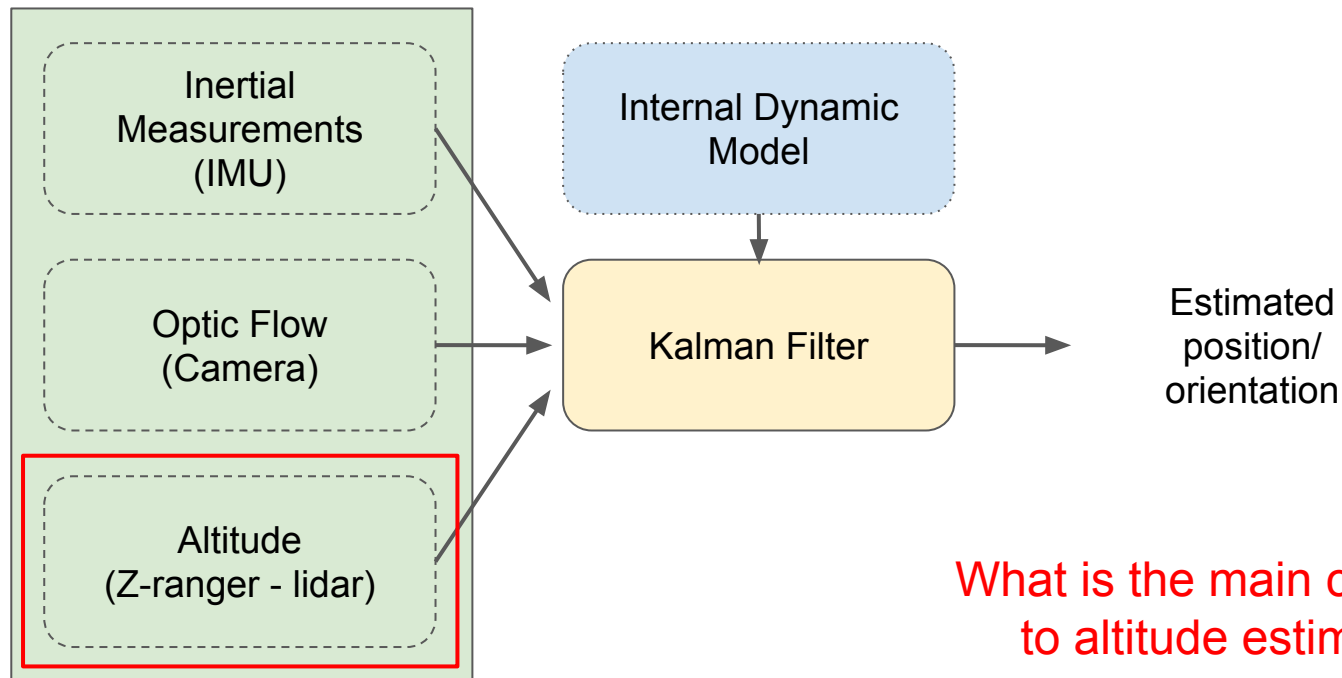 Inertial
Measurements
(IMU)
Internal Dynamic
Model
Optic Flow
(Camera)
Kalman Filter
Estimated
position/
orientation
Altitude
(Z-ranger - lidar)
What is the main
to altitude